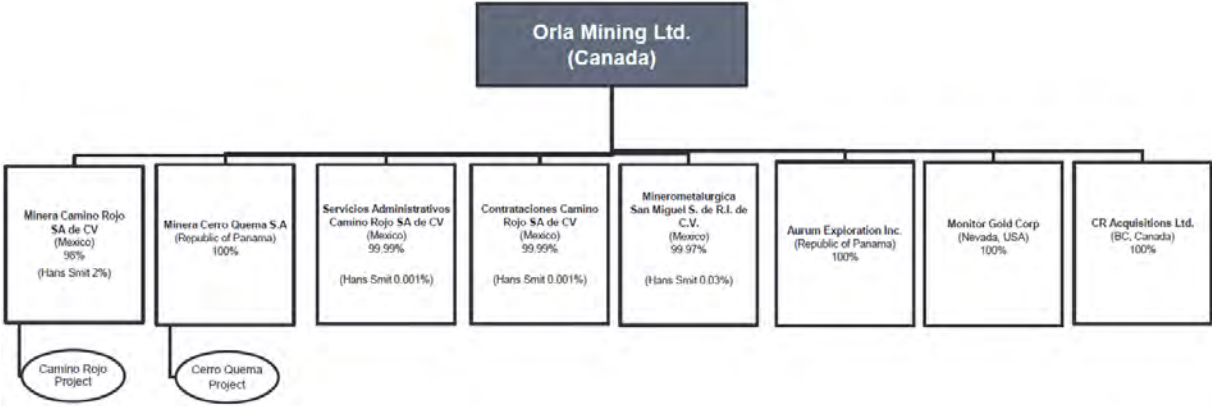 Orla Mining Ltd.
(Canada)
Minera Camino Rojo
SA de CV
(Mexico)
98%
(Hans Smit 2%)
Minera Cerro Quema S.A
(Republic of Panama)
100%
Servicios Administrativos
Camino Rojo SA de CV
(Mexico)
99.99%
(Hans Smit 0.001%)
Contrataciones Camino
Rojo SA de CV
(Mexico)
99.99%
(Hans Smit 0.001%)
Minerometalurgica
San Miguel S. de R.I. de
C.V.
(Mexico)
99.97%
(Hans Smit 0.03%)
Aurum Exploration Inc.
(Republic of Panama)
100%
Monitor Gold Corp
(Nevada, USA)
100%
CR Acquisitions Ltd.
(BC, Canada)
100%
Camino Rojo
Project
Cerro Quema
Project